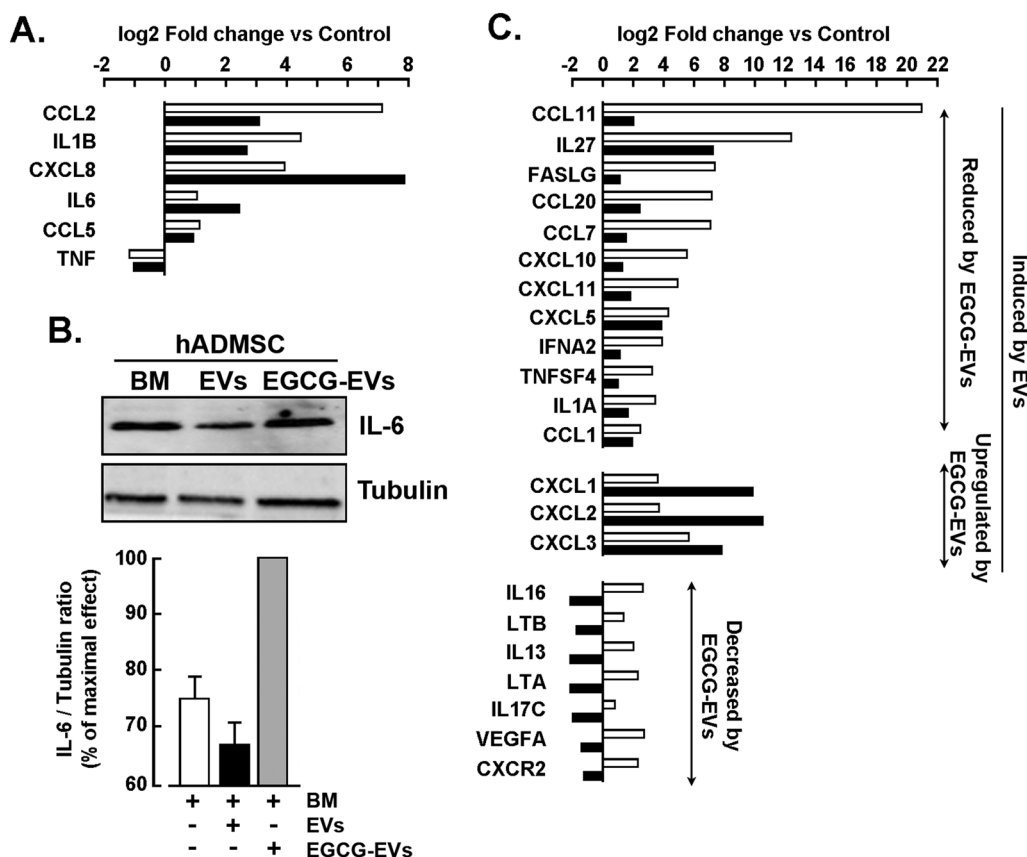 A.
log2 Fold change vs Control
-2 0 2 4 6 8
CCL2
IL1B
CXCL8
IL6
CCL5
TNF
B.
hADMSC
BM EVs EGCG-EVs
IL-6
Tubulin
IL-6 / Tubulin ratio
(% of maximal effect)
100
90
80
70
60
+ + + BM
- + - EVs
- - + EGCG-EVs
C.
log2 Fold change vs Control
-2 0 2 4 6 8 10 12 14 16 18 20 22
CCL11
IL27
FASLG
CCL20
CCL7
CXCL10
CXCL11
CXCL5
IFNA2
TNFSF4
IL1A
CCL1
Reduced by EGCG-EVs
CXCL1
CXCL2
CXCL3
Upregulated by
EGCG-EVs
Induced by EVs
IL16
LTB
IL13
LTA
IL17C
VEGFA
CXCR2
Decreased by
EGCG-EVs